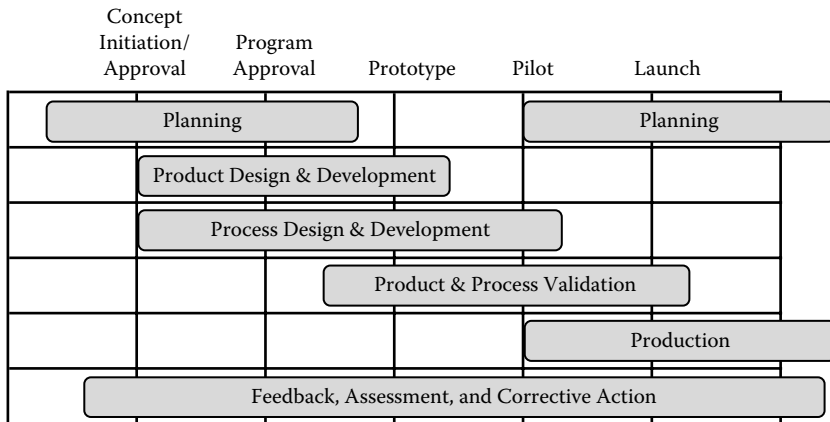 Concept
Initiation/
Approval
Program
Approval
Prototype
Pilot
Launch
Planning
Planning
Product Design & Development
Process Design & Development
Product & Process Validation
Production
Feedback, Assessment, and Corrective Action